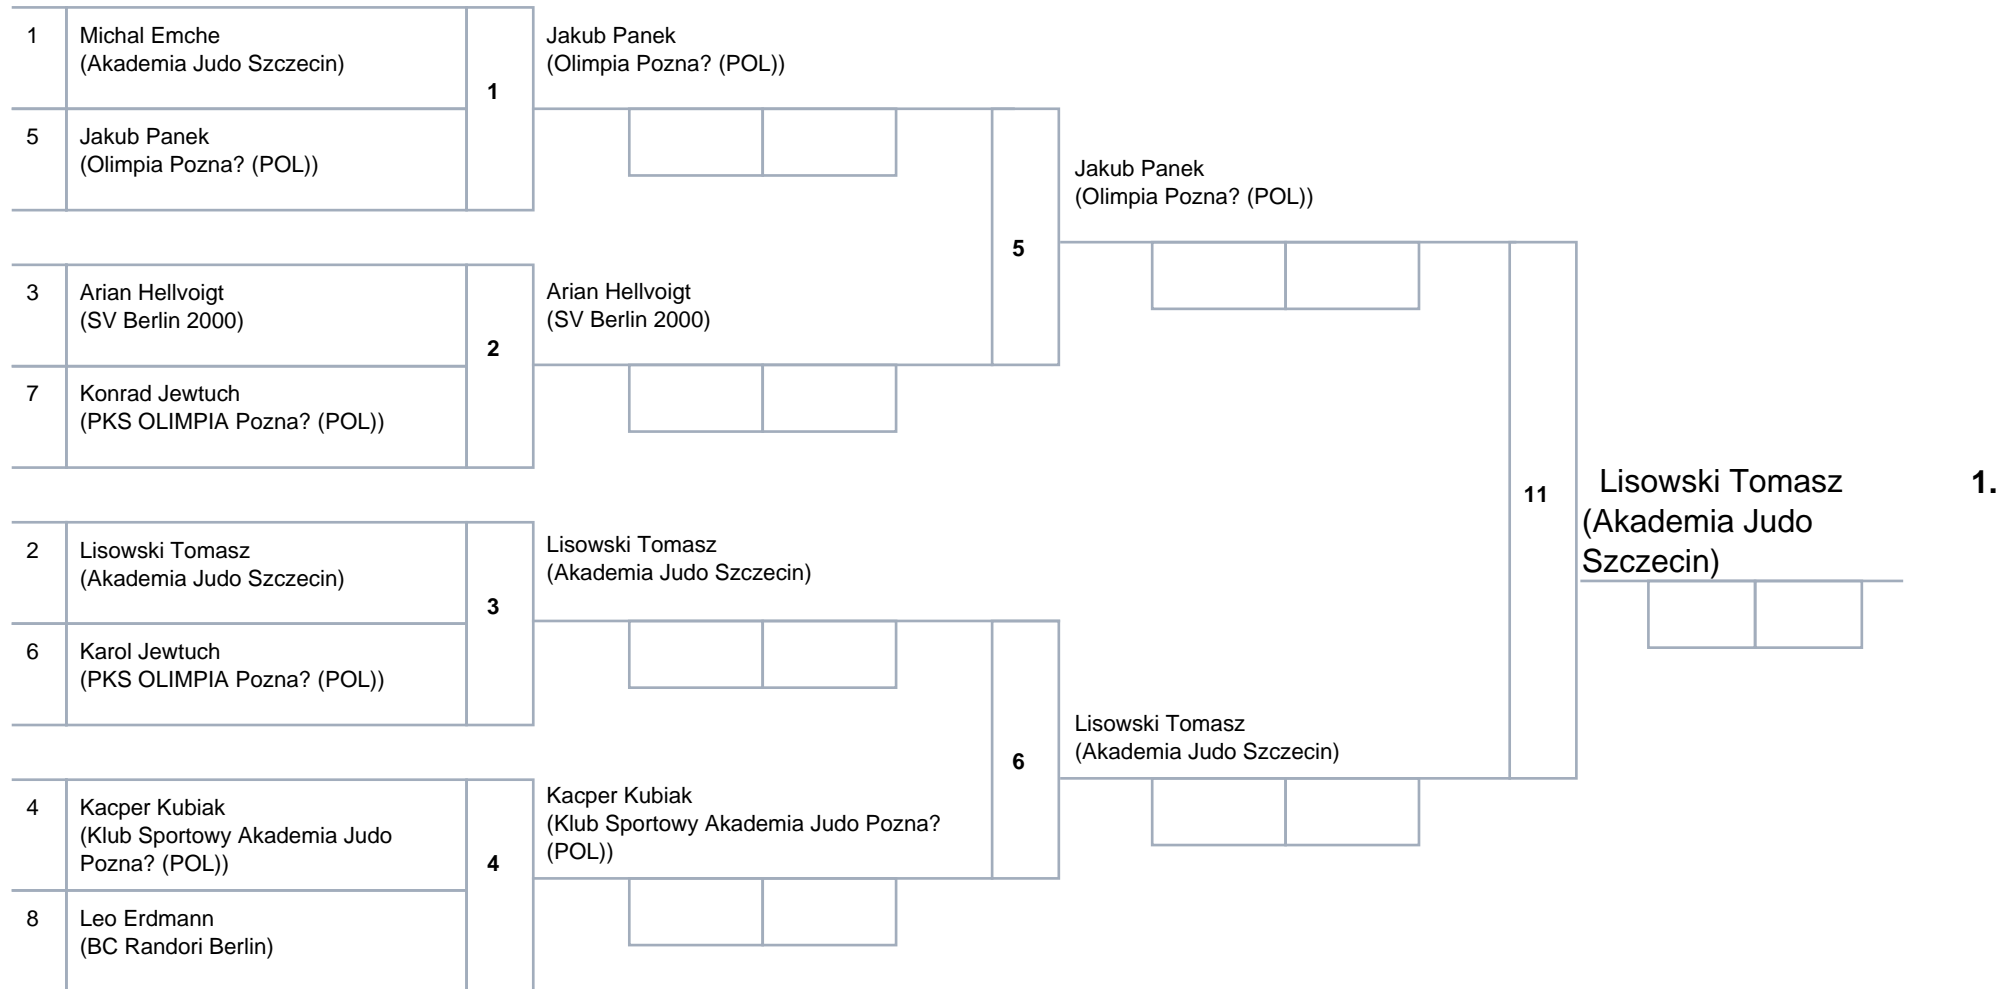 1
Michal Emche
(Akademia Judo Szczecin)
5
Jakub Panek
(Olimpia Pozna? (POL))
1
Jakub Panek
(Olimpia Pozna? (POL))
3
Arian Hellvoigt
(SV Berlin 2000)
7
Konrad Jewtuch
(PKS OLIMPIA Pozna? (POL))
2
Arian Hellvoigt
(SV Berlin 2000)
5
Jakub Panek
(Olimpia Pozna? (POL))
2
Lisowski Tomasz
(Akademia Judo Szczecin)
6
Karol Jewtuch
(PKS OLIMPIA Pozna? (POL))
3
Lisowski Tomasz
(Akademia Judo Szczecin)
4
Kacper Kubiak
(Klub Sportowy Akademia Judo
Pozna? (POL))
8
Leo Erdmann
(BC Randori Berlin)
4
Kacper Kubiak
(Klub Sportowy Akademia Judo Pozna?
(POL))
6
Lisowski Tomasz
(Akademia Judo Szczecin)
11
Lisowski Tomasz
(Akademia Judo
Szczecin)
1.